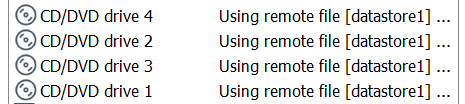 CD/DVD drive 4 Using remote file [datastore1] ...
CD/DVD drive 2 Using remote file [datastore1] ...
CD/DVD drive 3 Using remote file [datastore1] ...
CD/DVD drive 1 Using remote file [datastore1] ...